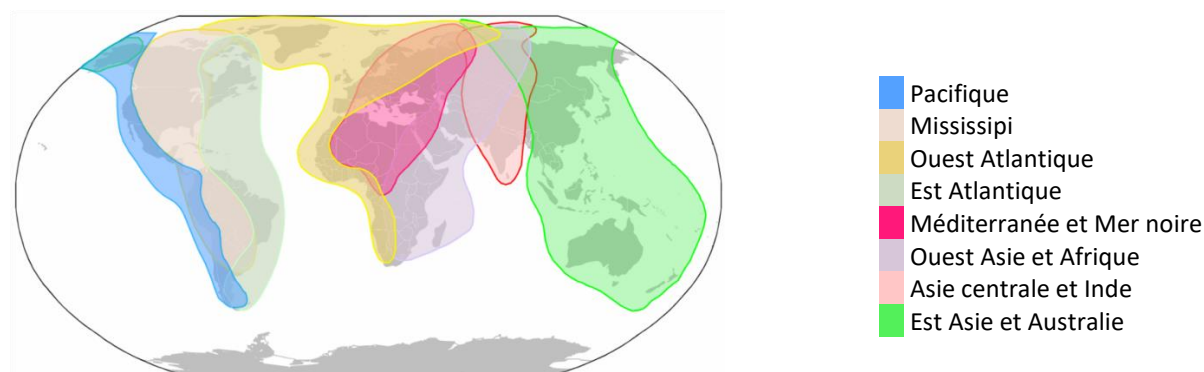 Pacifique
Mississipi
Ouest Atlantique
Est Atlantique
Méditerranée et Mer noire
Ouest Asie et Afrique
Asie centrale et Inde
Est Asie et Australie